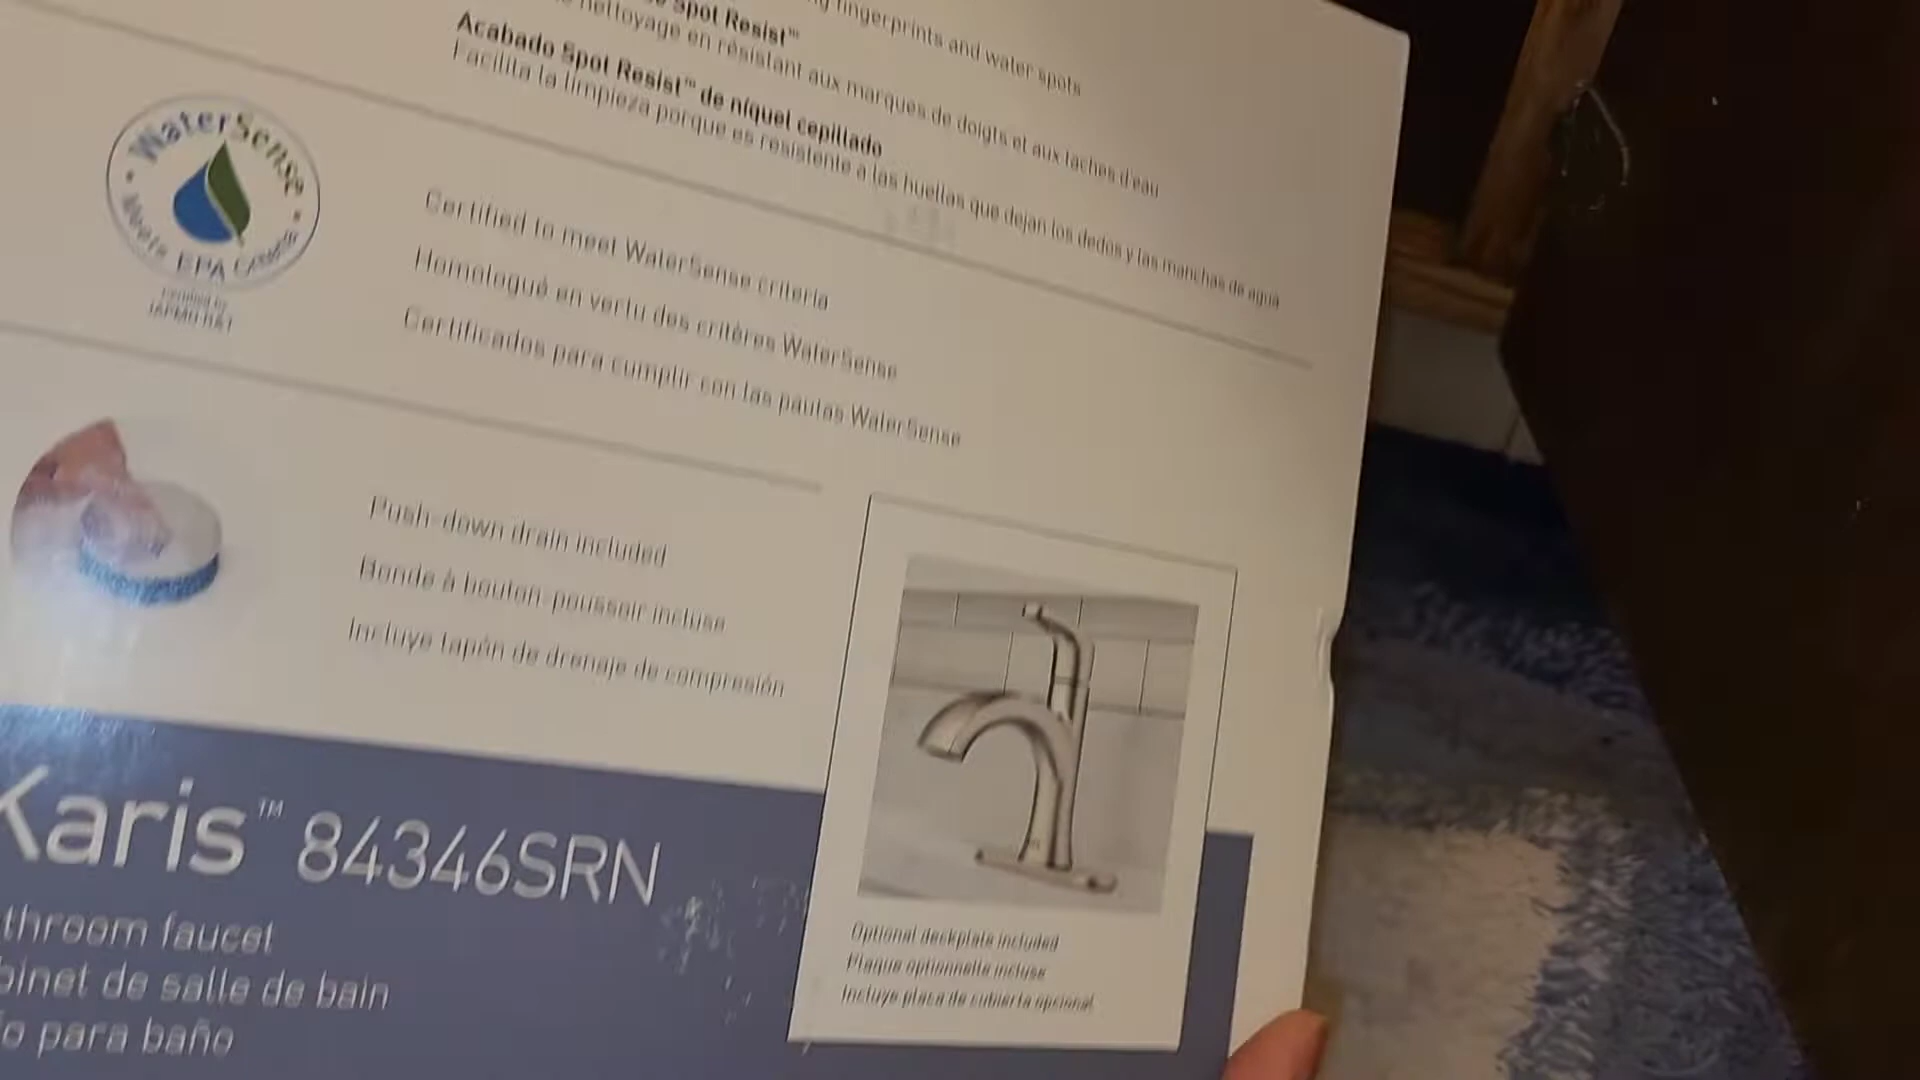 g fingerprints and water spots
Spot Resist™
nettoyage en résistant aux marques de doigts et aux taches d'eau
Acabado Spot Resist™ de níquel cepillado
Facilita la limpieza porque es resistente a las huellas que dejan los dedos y las manchas de agua
WaterSense
Meets EPA Criteria
Certified by
IAPMO R&T
Certified to meet WaterSense criteria
Homologué en vertu des critères WaterSense
Certificados para cumplir con las pautas WaterSense
Push-down drain included
Bonde à bouton-poussoir incluse
Incluye tapón de drenaje de compresión
Karis™ 84346SRN
throom faucet
binet de salle de bain
o para baño
Optional deckplate included
Plaque optionnelle incluse
Incluye placa de cubierta opcional